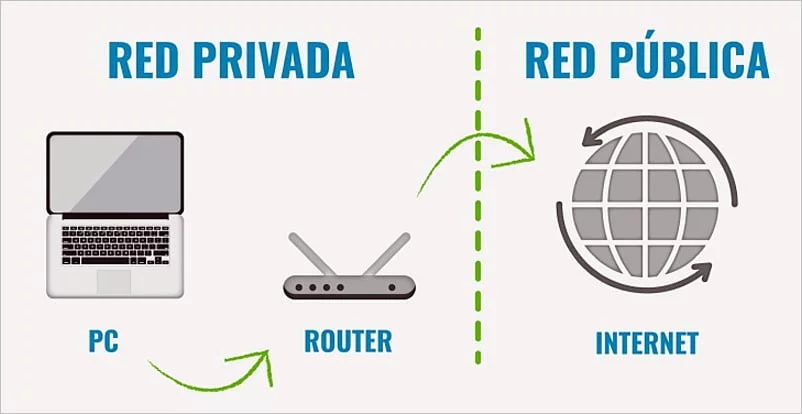 RED PRIVADA
RED PÚBLICA
PC
ROUTER
INTERNET